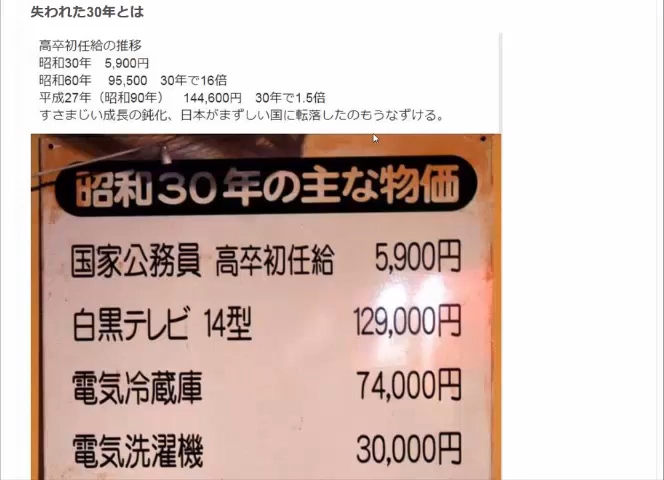 失われた30年とは
高卒初任給の推移
昭和30年 5,900円
昭和60年 95,500 30年で16倍
平成27年（昭和90年） 144,600円 30年で1.5倍
すさまじい成長の鈍化、日本がまずしい国に転落したのもうなずける。
昭和30年の主な物価
国家公務員 高卒初任給 5,900円
白黒テレビ 14型 129,000円
電気冷蔵庫 74,000円
電気洗濯機 30,000円